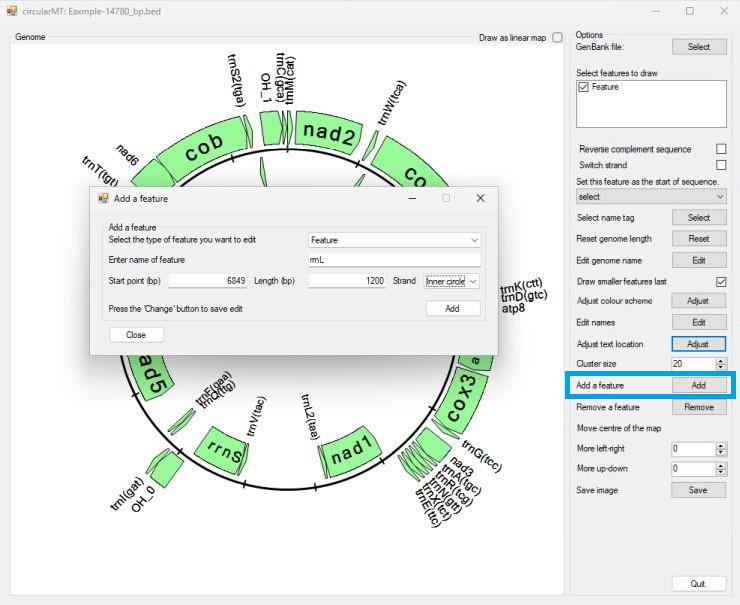 circularMT: Eaxmple-14780_bp.bed
Genome
Draw as linear map
trnS2(tga)
OH_1
trnC(gca)
trnM(cat)
trnW(tca)
nad2
cob
co
nad6
trnT(tgt)
Add a feature
Add a feature
Select the type of feature you want to edit
Feature
Enter name of feature
rrnL
Start point (bp)
6849
Length (bp)
1200
Strand
Inner circle
Press the 'Change' button to save edit
Add
Close
trnK(ctt)
trnD(gtc)
atp8
a
cox3
ad5
trnF(gaa)
trnQ(ttg)
trnV(tac)
trnL2(taa)
rrnS
nad1
trnI(gat)
OH_0
trnG(tcc)
nad3
trnA(tgc)
trnR(tcg)
trnN(gtt)
trnX(tct)
trnE(ttc)
Options
GenBank file:
Select
Select features to draw
Feature
Reverse complement sequence
Switch strand
Set this feature as the start of sequence.
select
Select name tag
Select
Reset genome length
Reset
Edit genome name
Edit
Draw smaller features last
Adjust colour scheme
Adjust
Edit names
Edit
Adjust text location
Adjust
Cluster size
20
Add a feature
Add
Remove a feature
Remove
Move centre of the map
More left-right
0
More up-down
0
Save image
Save
Quit